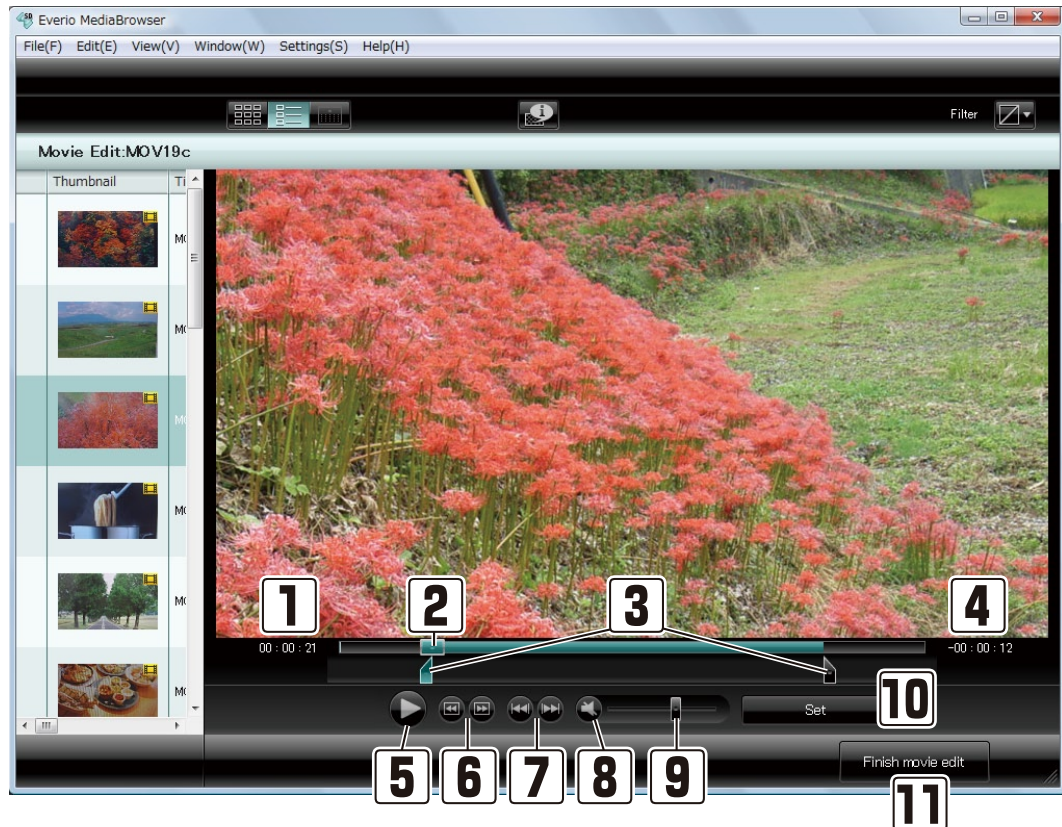 Everio MediaBrowser
File(F) Edit(E) View(V) Window(W) Settings(S) Help(H)
Filter
Movie Edit:MOV19c
Thumbnail Ti
M
M
M
M
M
M
1 2 3 4
00 : 00 : 21 -00 : 00 : 12
Set 10
5 6 7 8 9
Finish movie edit
11